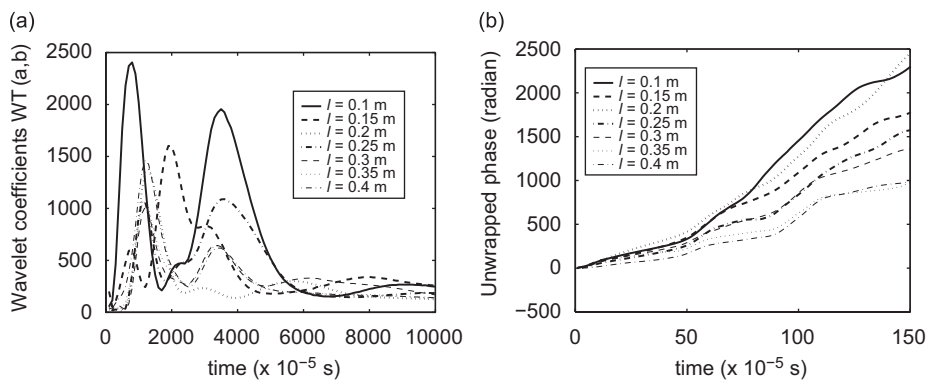 (a)
Wavelet coefficients WT (a,b)
2500
2000
1500
1000
500
0
0 2000 4000 6000 8000 10000
time (x 10⁻⁵ s)
l = 0.1 m
l = 0.15 m
l = 0.2 m
l = 0.25 m
l = 0.3 m
l = 0.35 m
l = 0.4 m
(b)
Unwrapped phase (radian)
2500
2000
1500
1000
500
0
−500
0 50 100 150
time (x 10⁻⁵ s)
l = 0.1 m
l = 0.15 m
l = 0.2 m
l = 0.25 m
l = 0.3 m
l = 0.35 m
l = 0.4 m